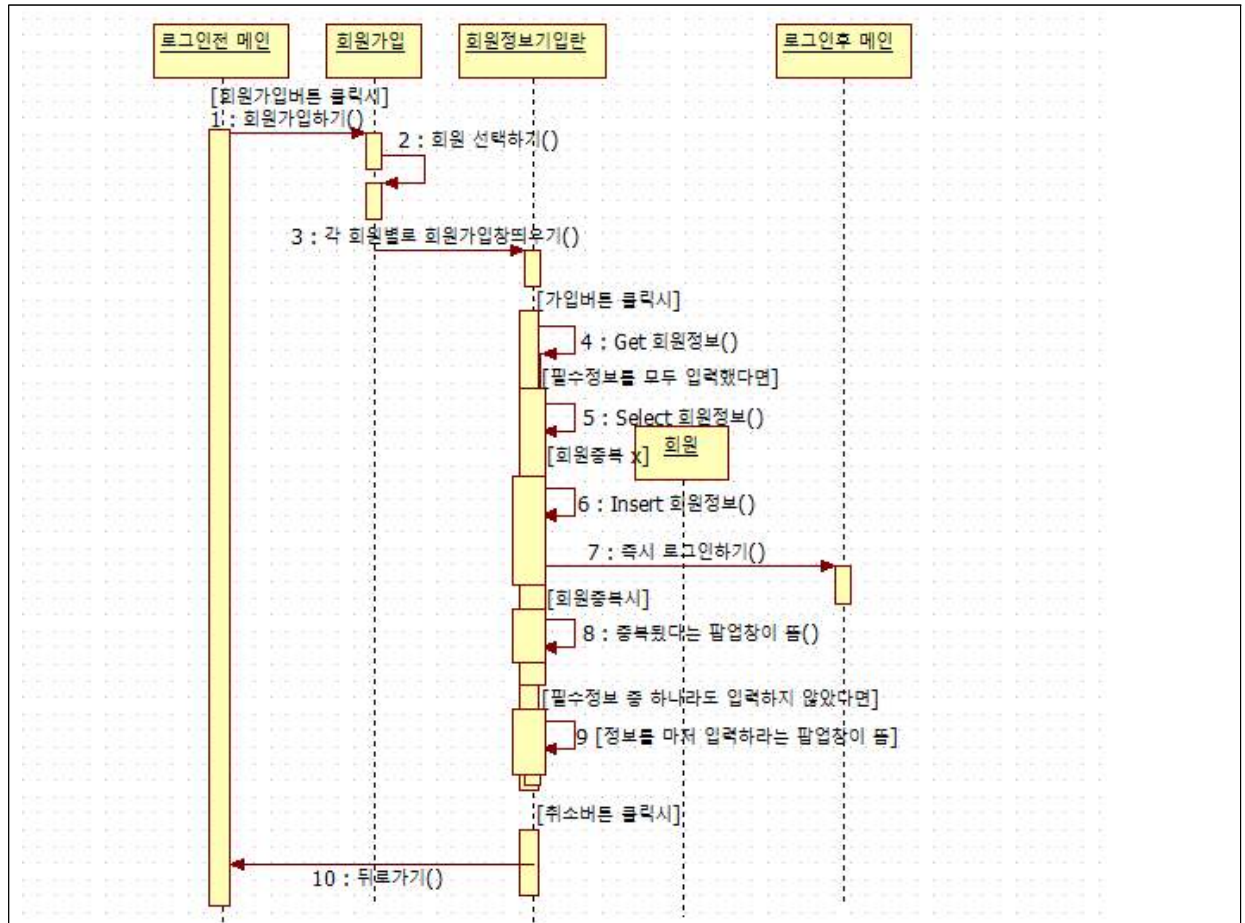 로그인전 메인
회원가입
회원정보기입란
로그인후 메인
[회원가입버튼 클릭시]
1 : 회원가입하기()
2 : 회원 선택하기()
3 : 각 회원별로 회원가입창띄우기()
[가입버튼 클릭시]
4 : Get 회원정보()
[필수정보를 모두 입력했다면]
5 : Select 회원정보()
[회원중복 x]
회원
6 : Insert 회원정보()
7 : 즉시 로그인하기()
[회원중복시]
8 : 중복됬다는 팝업창이 뜸()
[필수정보 중 하나라도 입력하지 않았다면]
9 [정보를 마저 입력하라는 팝업창이 뜸]
[취소버튼 클릭시]
10 : 뒤로가기()